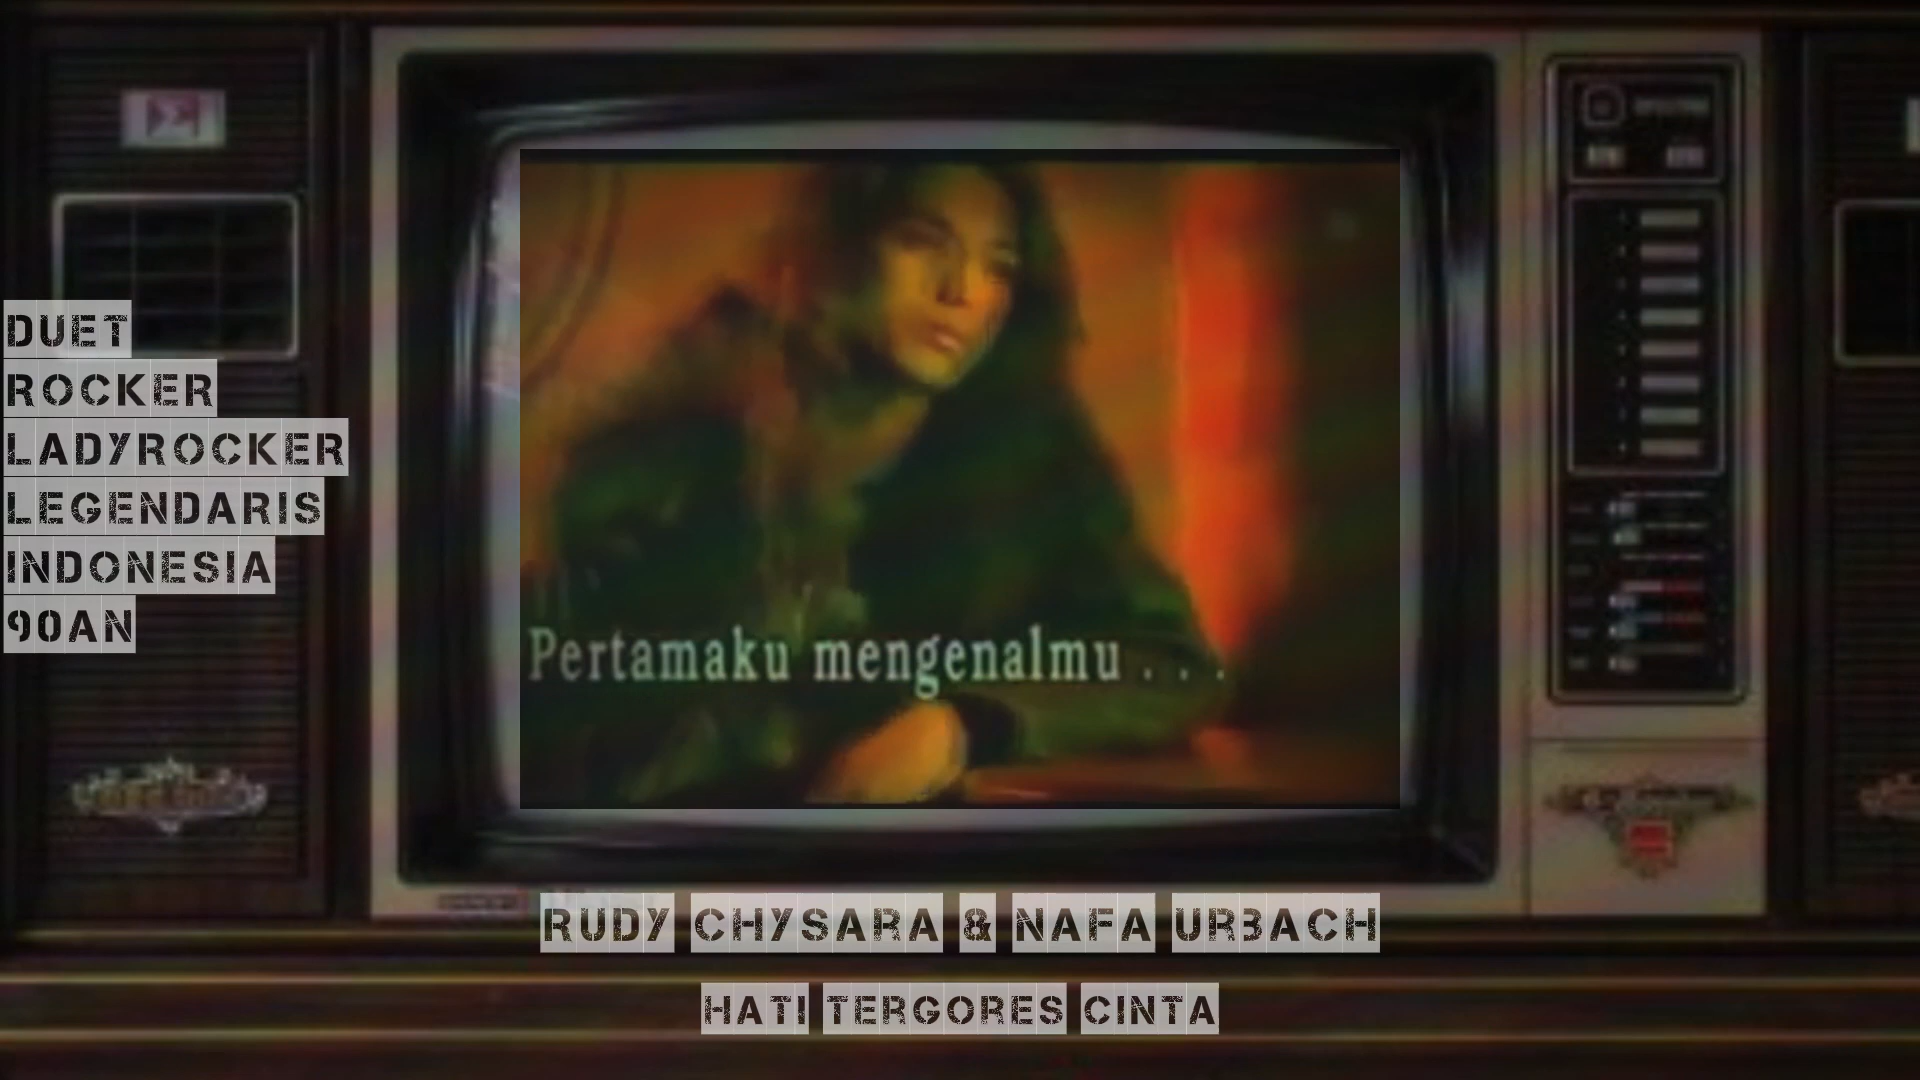 DUET
ROCKER
LADYROCKER
LEGENDARIS
INDONESIA
90AN
Pertamaku mengenalmu . . .
RUDY CHYSARA & NAFA URBACH
HATI TERGORES CINTA